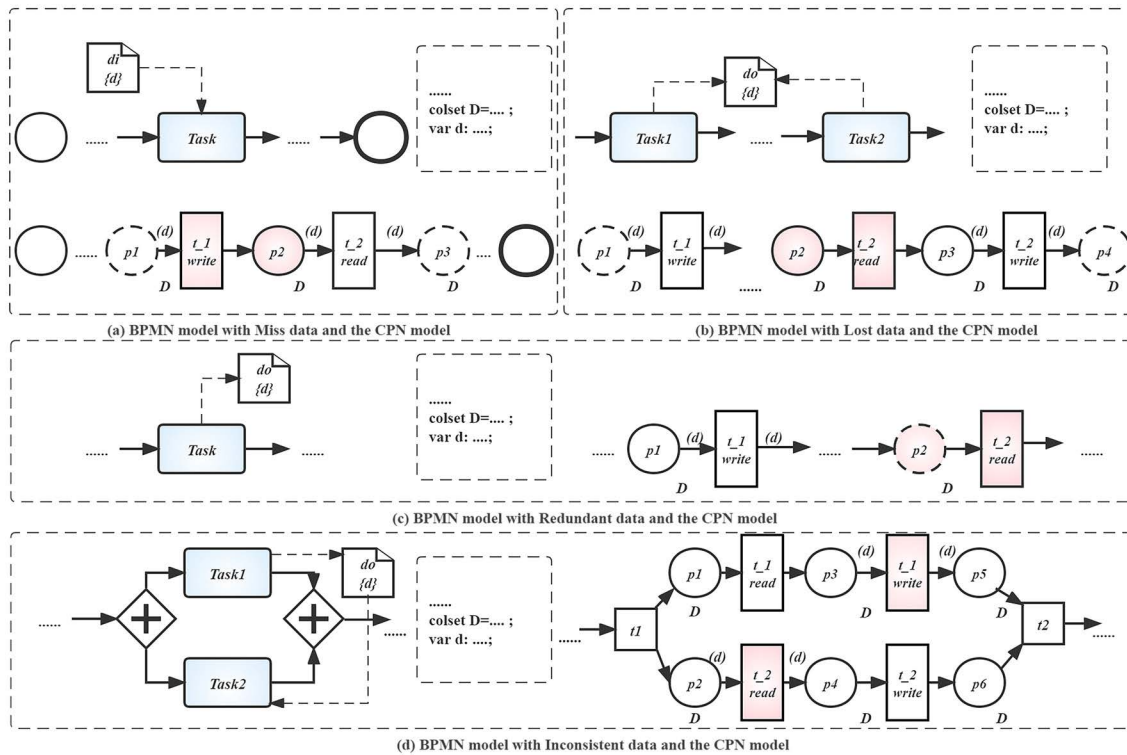 di
{d}
......
Task
......
......
colset D=.... ;
var d: ....;
......
p1
(d)
D
t_1
write
p2
(d)
D
t_2
read
(d)
p3
D
....
(a) BPMN model with Miss data and the CPN model
do
{d}
Task1
......
Task2
......
colset D=.... ;
var d: ....;
p1
(d)
D
t_1
write
(d)
......
p2
D
t_2
read
p3
(d)
D
t_2
write
(d)
p4
D
(b) BPMN model with Lost data and the CPN model
do
{d}
......
Task
......
......
colset D=.... ;
var d: ....;
......
p1
(d)
D
t_1
write
(d)
......
p2
D
t_2
read
......
(c) BPMN model with Redundant data and the CPN model
......
Task1
do
{d}
Task2
......
......
colset D=.... ;
var d: ....;
......
t1
p1
D
t_1
read
p3
(d)
D
t_1
write
(d)
p5
D
p2
(d)
D
t_2
read
(d)
p4
D
t_2
write
p6
D
t2
......
(d) BPMN model with Inconsistent data and the CPN model